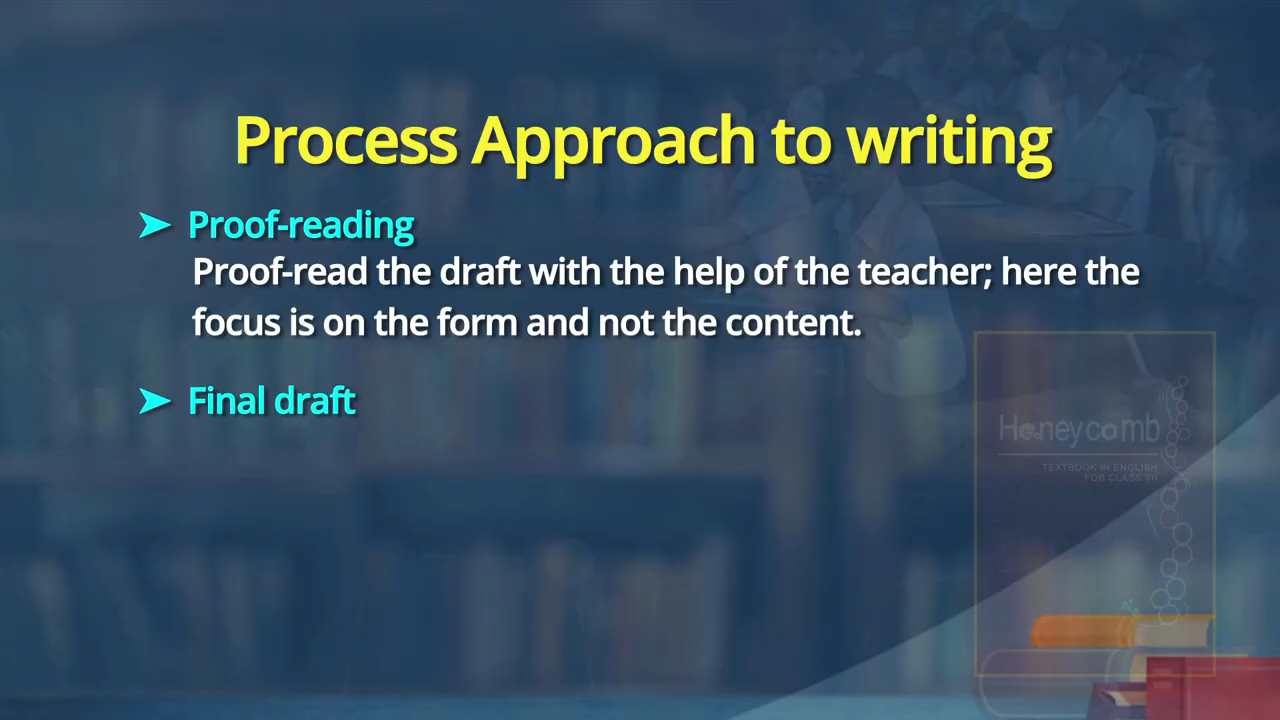 Process Approach to writing
➤ Proof-reading
Proof-read the draft with the help of the teacher; here the
focus is on the form and not the content.
➤ Final draft
Honeycomb
TEXTBOOK IN ENGLISH
FOR CLASS VII